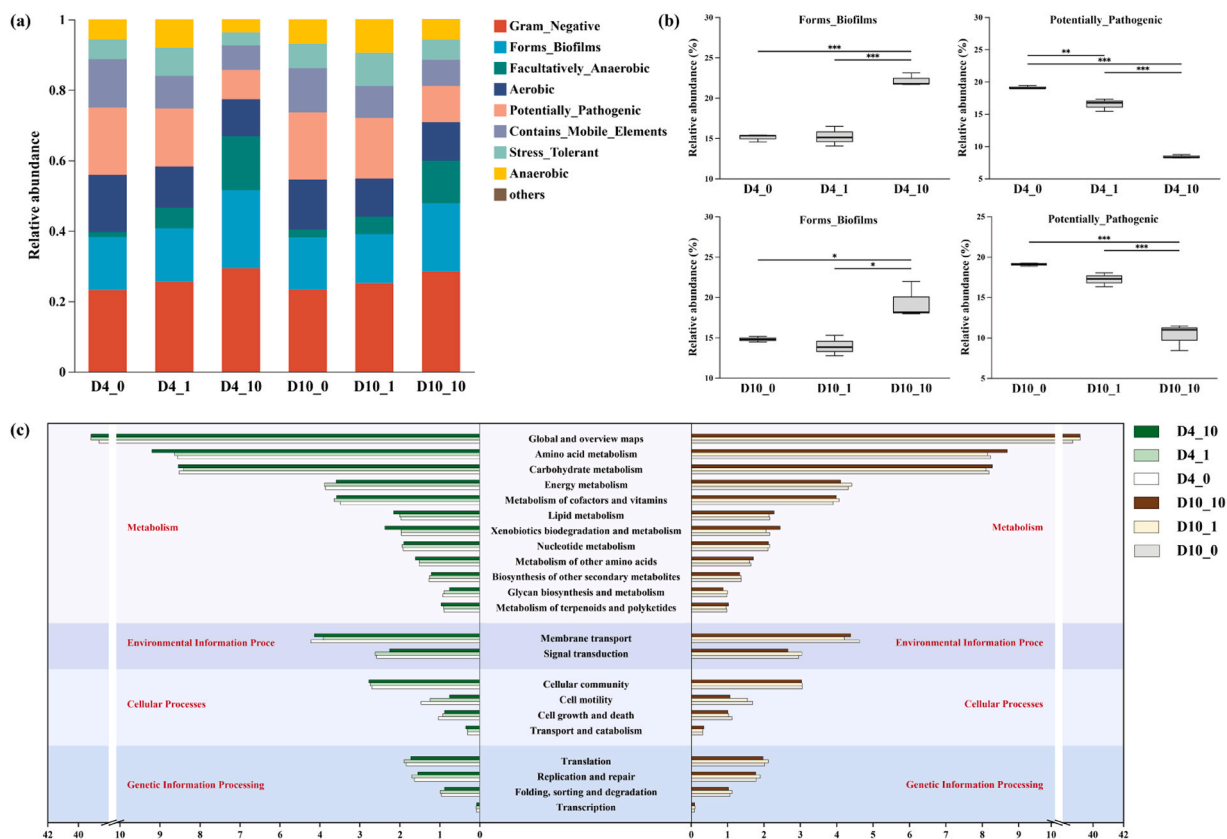 (a)
Relative abundance
1
0.8
0.6
0.4
0.2
0
D4_0 D4_1 D4_10 D10_0 D10_1 D10_10
Gram_Negative
Forms_Biofilms
Facultatively_Anaerobic
Aerobic
Potentially_Pathogenic
Contains_Mobile_Elements
Stress_Tolerant
Anaerobic
others
(b)
Forms_Biofilms
Relative abundance (%)
30
25
20
15
10
***
***
D4_0 D4_1 D4_10
Potentially_Pathogenic
Relative abundance (%)
30
25
20
15
10
5
**
***
***
D4_0 D4_1 D4_10
Forms_Biofilms
Relative abundance (%)
30
25
20
15
10
*
*
D10_0 D10_1 D10_10
Potentially_Pathogenic
Relative abundance (%)
25
20
15
10
5
***
***
D10_0 D10_1 D10_10
(c)
Global and overview maps
Amino acid metabolism
Carbohydrate metabolism
Energy metabolism
Metabolism of cofactors and vitamins
Lipid metabolism
Metabolism Xenobiotics biodegradation and metabolism Metabolism
Nucleotide metabolism
Metabolism of other amino acids
Biosynthesis of other secondary metabolites
Glycan biosynthesis and metabolism
Metabolism of terpenoids and polyketides
Environmental Information Proce Membrane transport Environmental Information Proce
Signal transduction
Cellular community
Cell motility
Cellular Processes Cell growth and death Cellular Processes
Transport and catabolism
Translation
Replication and repair
Genetic Information Processing Folding, sorting and degradation Genetic Information Processing
Transcription
42 40 10 9 8 7 6 5 4 3 2 1 0 0 1 2 3 4 5 6 7 8 9 10 40 42
D4_10
D4_1
D4_0
D10_10
D10_1
D10_0